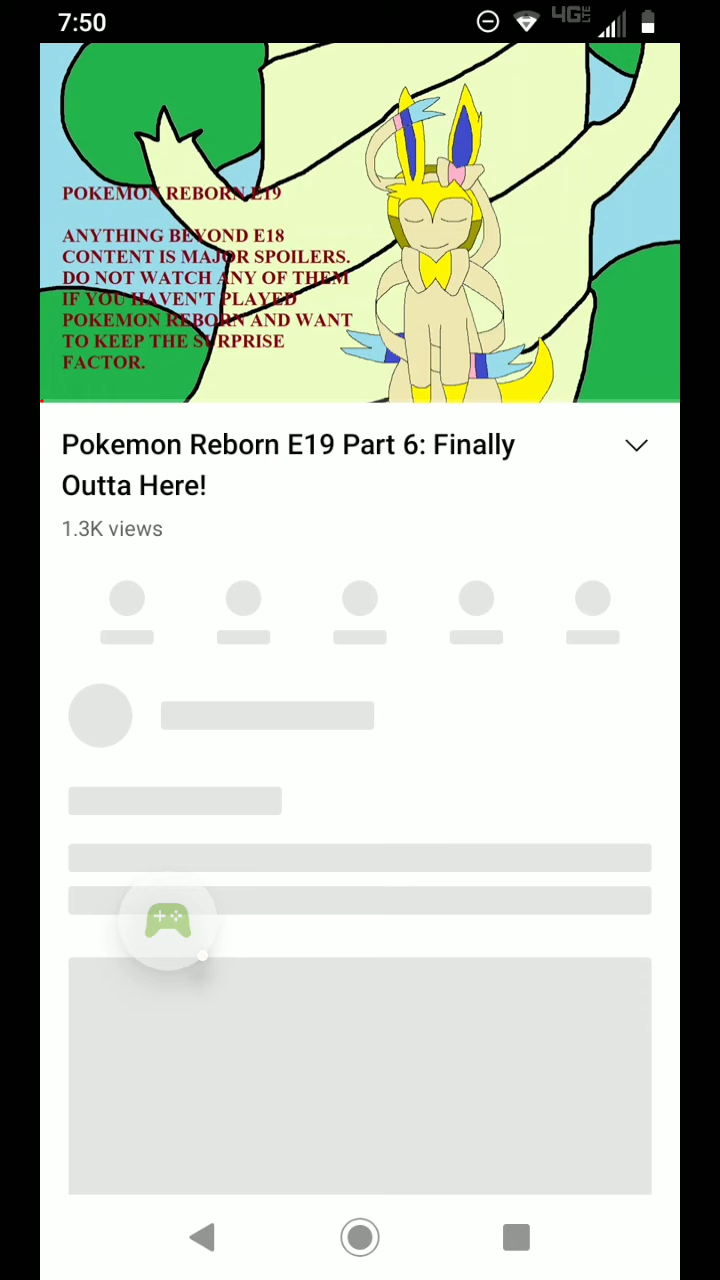 7:50
4G LTE
POKEMON REBORN E19
ANYTHING BEYOND E18
CONTENT IS MAJOR SPOILERS.
DO NOT WATCH ANY OF THEM
IF YOU HAVEN'T PLAYED
POKEMON REBORN AND WANT
TO KEEP THE SURPRISE
FACTOR.
Pokemon Reborn E19 Part 6: Finally
Outta Here!
1.3K views